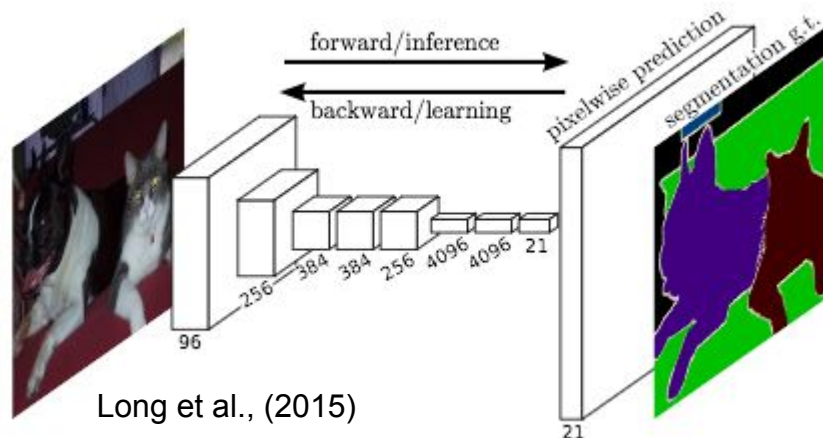 forward/inference
backward/learning
pixelwise prediction
segmentation g.t.
96
256
384
384
256
4096
4096
21
21
Long et al., (2015)